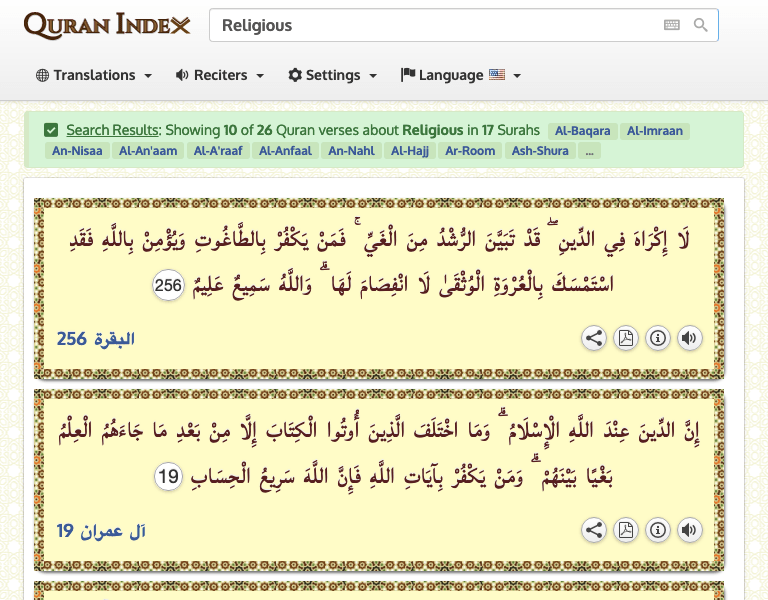 QURAN INDEX
Religious
Translations Reciters Settings Language
Search Results: Showing 10 of 26 Quran verses about Religious in 17 Surahs Al-Baqara Al-Imraan
An-Nisaa Al-An'aam Al-A'raaf Al-Anfaal An-Nahl Al-Hajj Ar-Room Ash-Shura ...
لَا إِكْرَاهَ فِي الدِّينِ ۖ قَدْ تَبَيَّنَ الرُّشْدُ مِنَ الْغَيِّ ۚ فَمَنْ يَكْفُرْ بِالطَّاغُوتِ وَيُؤْمِنْ بِاللَّهِ فَقَدِ
اسْتَمْسَكَ بِالْعُرْوَةِ الْوُثْقَىٰ لَا انْفِصَامَ لَهَا ۗ وَاللَّهُ سَمِيعٌ عَلِيمٌ 256
البقرة 256
إِنَّ الدِّينَ عِنْدَ اللَّهِ الْإِسْلَامُ ۗ وَمَا اخْتَلَفَ الَّذِينَ أُوتُوا الْكِتَابَ إِلَّا مِنْ بَعْدِ مَا جَاءَهُمُ الْعِلْمُ
بَغْيًا بَيْنَهُمْ ۗ وَمَنْ يَكْفُرْ بِآيَاتِ اللَّهِ فَإِنَّ اللَّهَ سَرِيعُ الْحِسَابِ 19
آل عمران 19